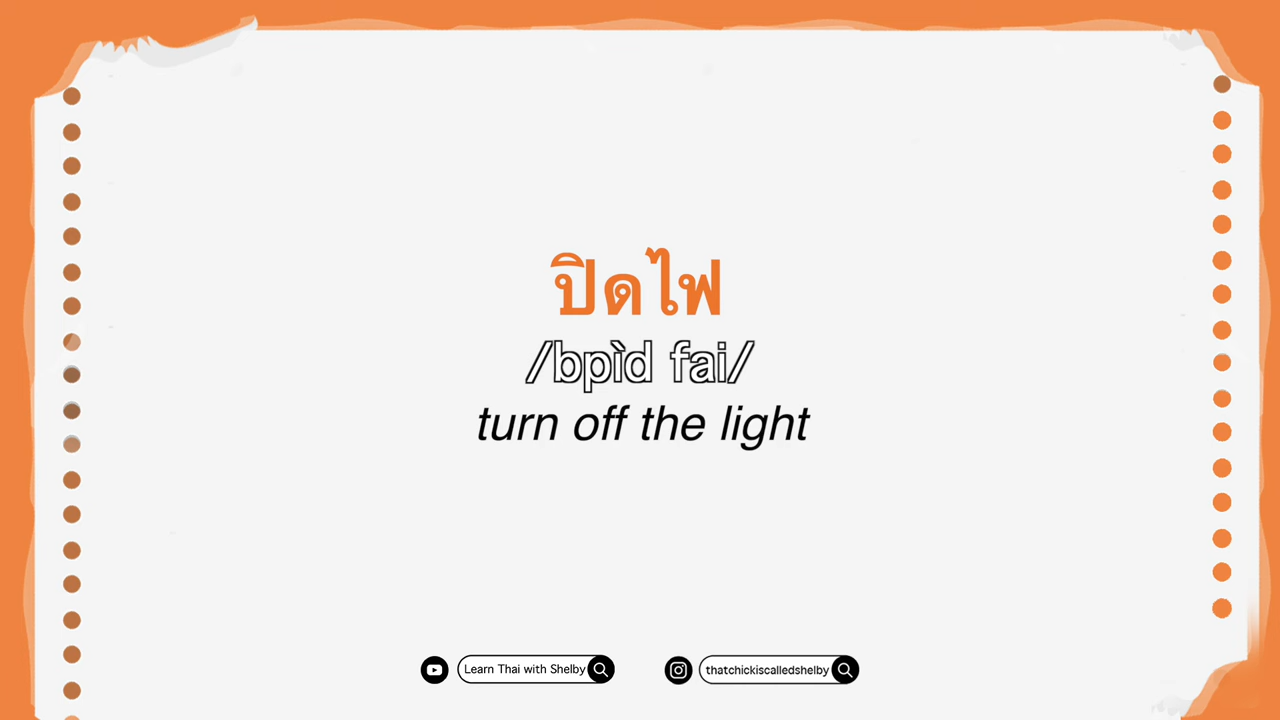 ปิดไฟ
/bpìd fai/
turn off the light
Learn Thai with Shelby
thatchickiscalledshelby